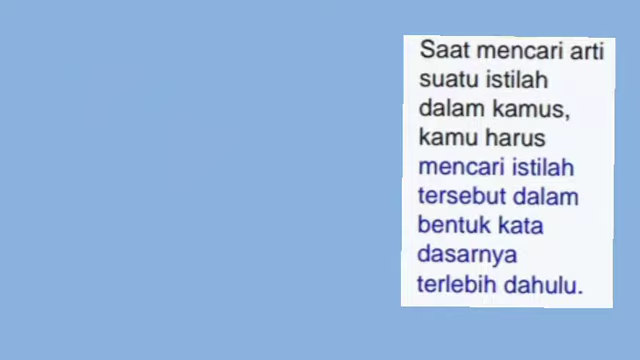 Saat mencari arti
suatu istilah
dalam kamus,
kamu harus
mencari istilah
tersebut dalam
bentuk kata
dasarnya
terlebih dahulu.